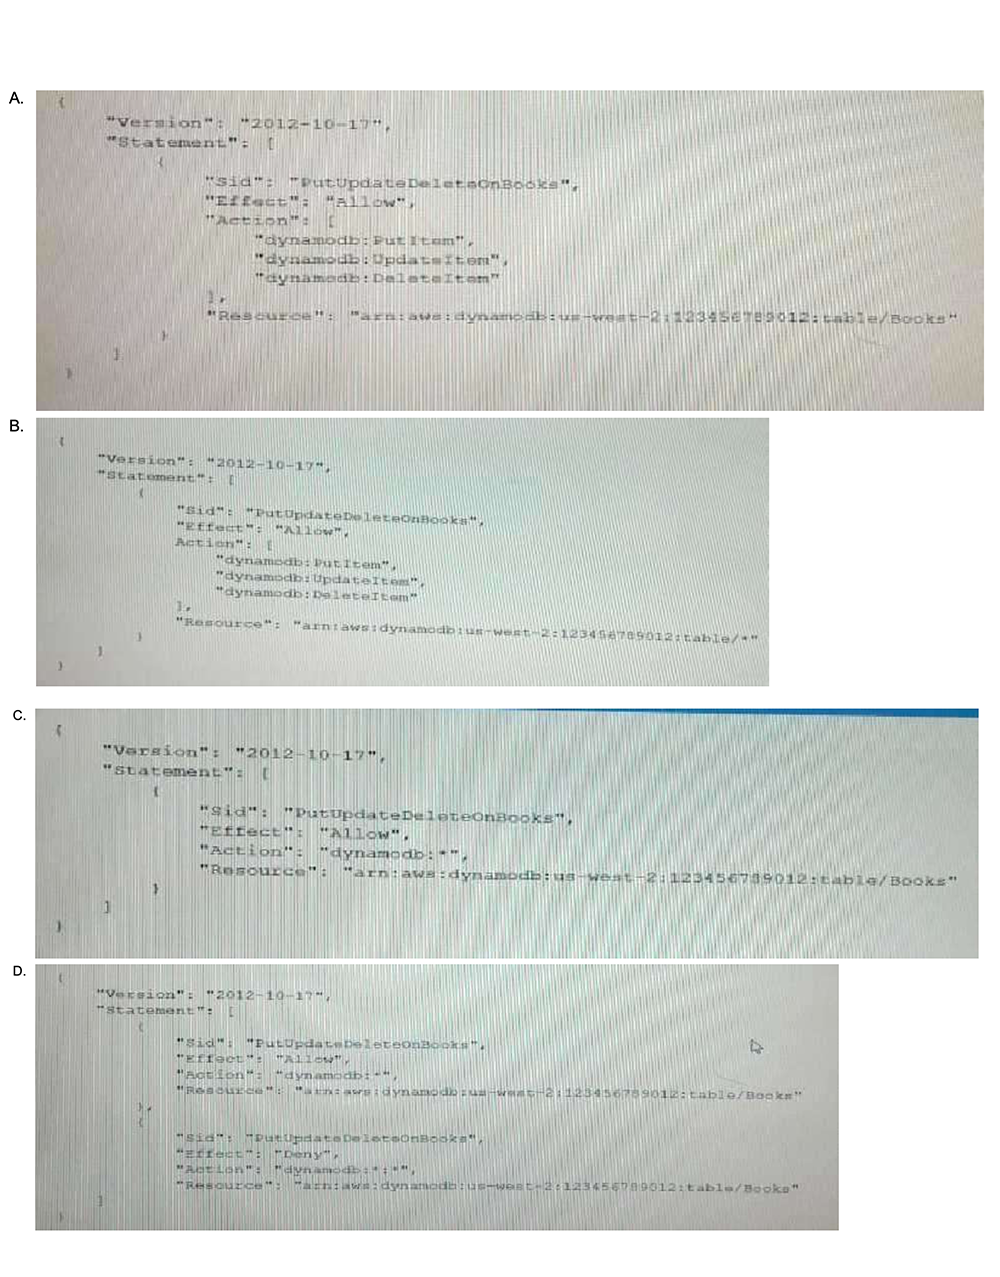 A.
{
"Version": "2012-10-17",
"Statement": [
{
"Sid": "PutUpdateDeleteOnBooks",
"Effect": "Allow",
"Action": [
"dynamodb:PutItem",
"dynamodb:UpdateItem",
"dynamodb:DeleteItem"
],
"Resource": "arn:aws:dynamodb:us-west-2:123456789012:table/Books"
}
]
}
B.
{
"Version": "2012-10-17",
"Statement": [
{
"Sid": "PutUpdateDeleteOnBooks",
"Effect": "Allow",
Action": [
"dynamodb:PutItem",
"dynamodb:UpdateItem",
"dynamodb:DeleteItem"
],
"Resource": "arn:aws:dynamodb:us-west-2:123456789012:table/*"
}
]
}
C.
{
"Version": "2012-10-17",
"Statement": [
{
"Sid": "PutUpdateDeleteOnBooks",
"Effect": "Allow",
"Action": "dynamodb:*",
"Resource": "arn:aws:dynamodb:us-west-2:123456789012:table/Books"
}
]
}
D.
{
"Version": "2012-10-17",
"Statement": [
{
"Sid": "PutUpdateDeleteOnBooks",
"Effect": "Allow",
"Action": "dynamodb:*",
"Resource": "arn:aws:dynamodb:us-west-2:123456789012:table/Books"
},
{
"Sid": "PutUpdateDeleteOnBooks",
"Effect": "Deny",
"Action": "dynamodb:*:*",
"Resource": "arn:aws:dynamodb:us-west-2:123456789012:table/Books"
]
}